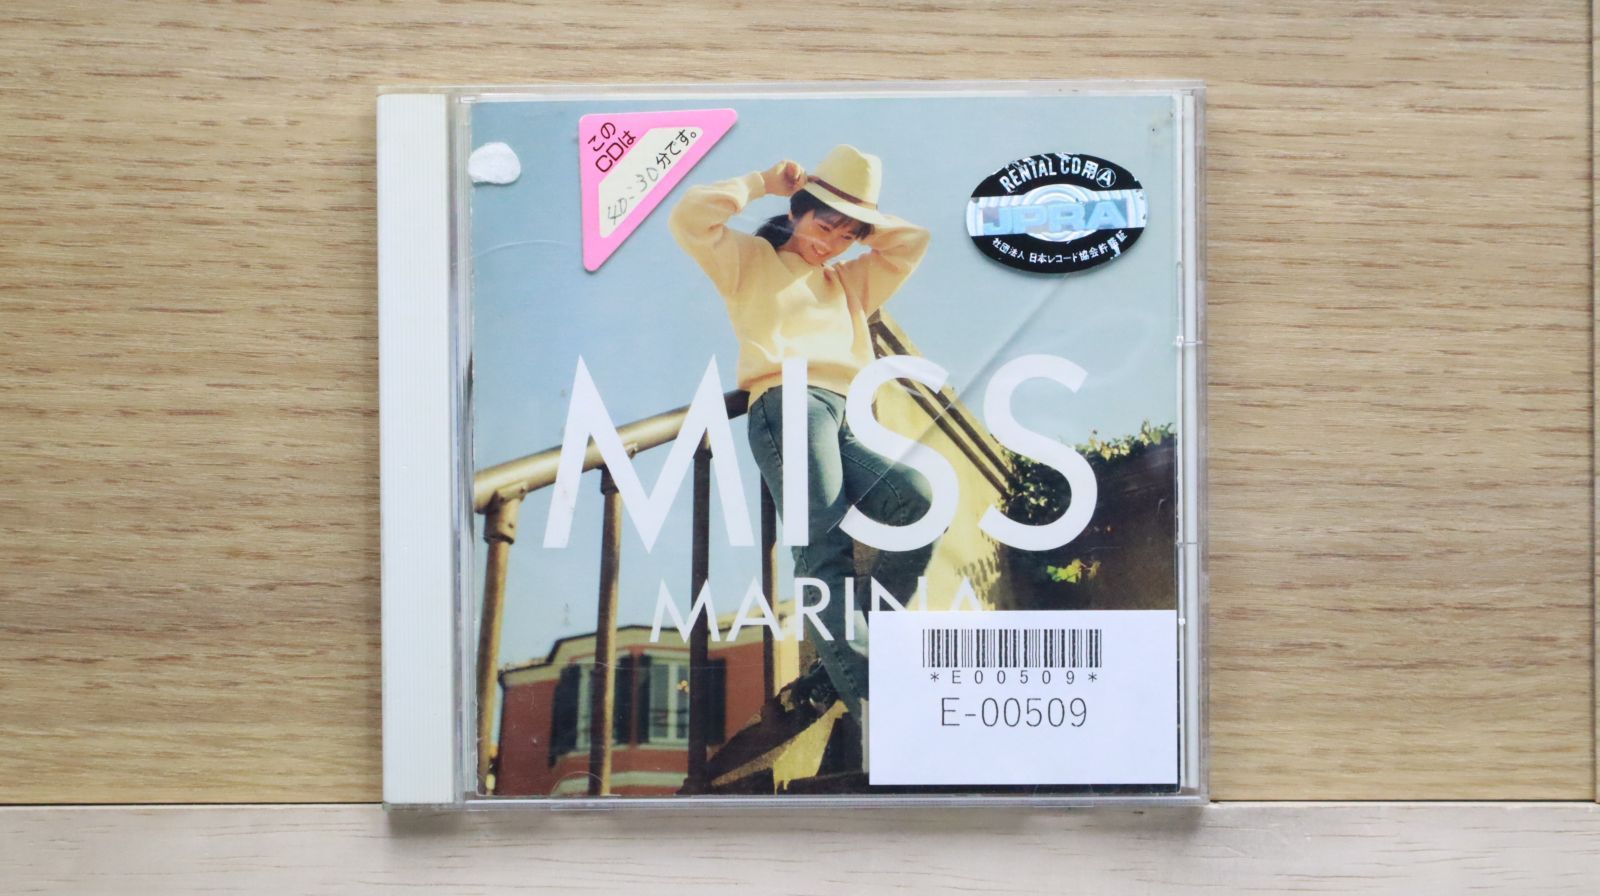 この
CDは
40:30分です。
RENTAL CD用Ⓐ
JPRA
社団法人 日本レコード協会許諾証
MISS
MARINA
*E00509*
E-00509